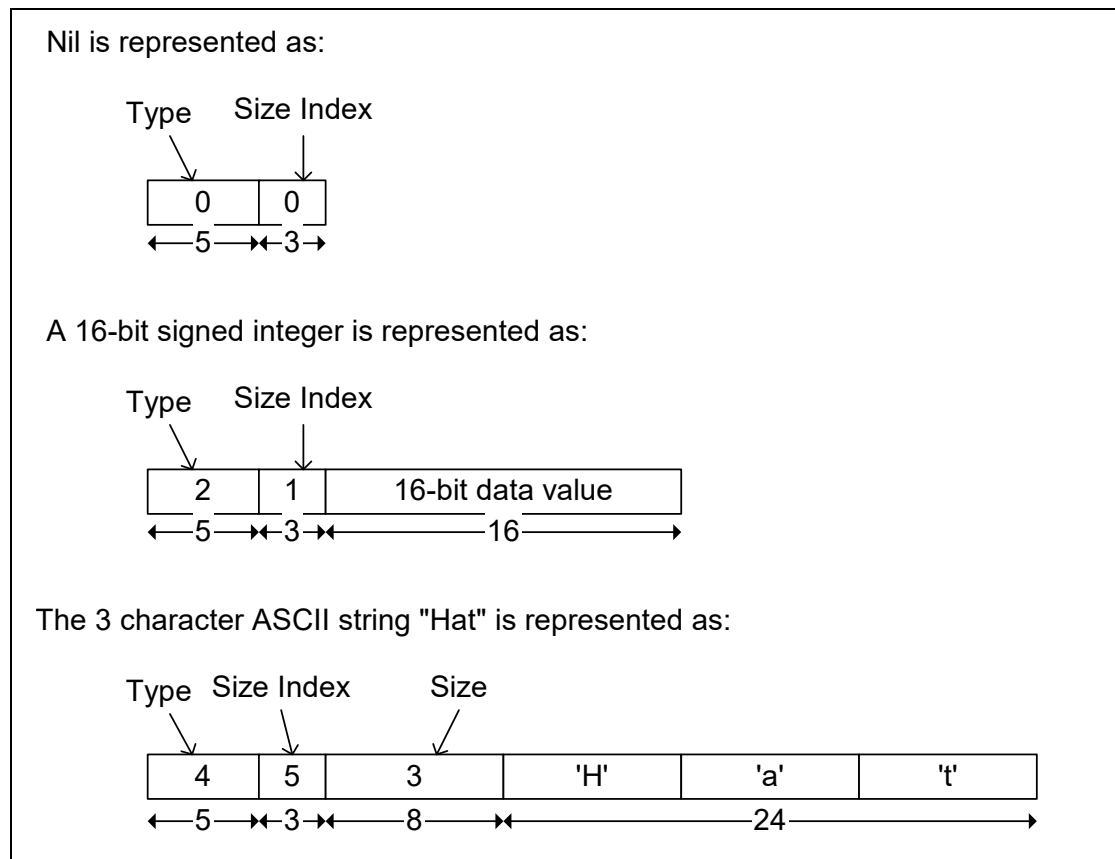 Nil is represented as:
Type Size Index
0 0
5 3
A 16-bit signed integer is represented as:
Type Size Index
2 1 16-bit data value
5 3 16
The 3 character ASCII string "Hat" is represented as:
Type Size Index Size
4 5 3 'H' 'a' 't'
5 3 8 24